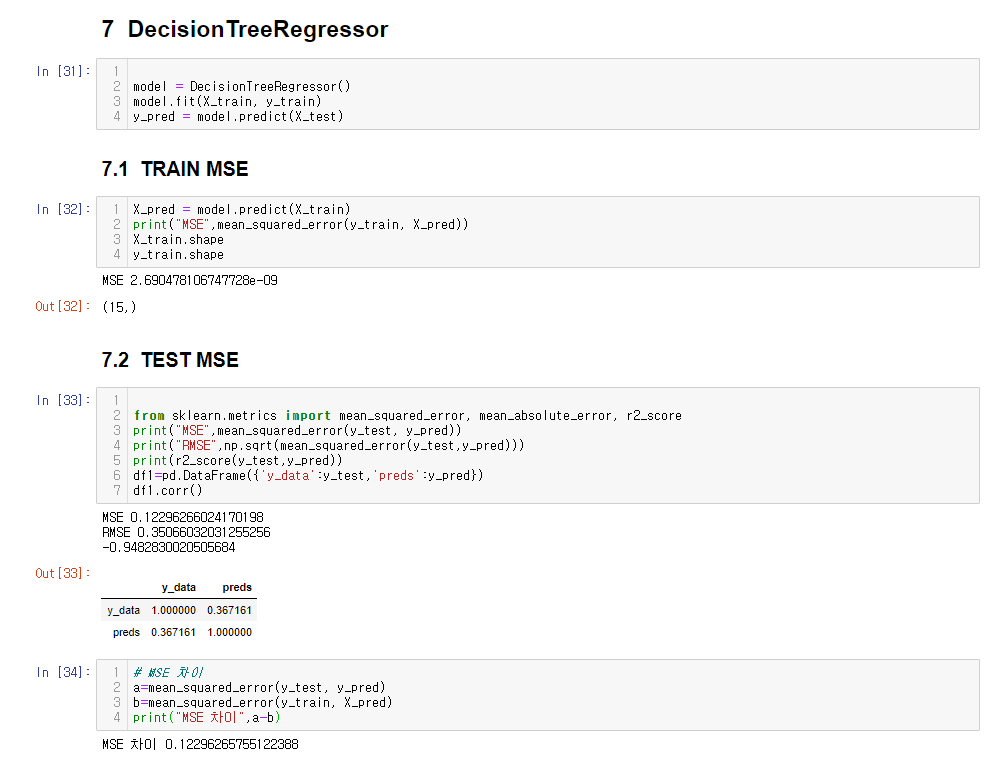 7 DecisionTreeRegressor
In [31]:
1
2 model = DecisionTreeRegressor()
3 model.fit(X_train, y_train)
4 y_pred = model.predict(X_test)
7.1 TRAIN MSE
In [32]:
1 X_pred = model.predict(X_train)
2 print("MSE",mean_squared_error(y_train, X_pred))
3 X_train.shape
4 y_train.shape
MSE 2.690478106747728e-09
Out[32]: (15,)
7.2 TEST MSE
In [33]:
1
2 from sklearn.metrics import mean_squared_error, mean_absolute_error, r2_score
3 print("MSE",mean_squared_error(y_test, y_pred))
4 print("RMSE",np.sqrt(mean_squared_error(y_test,y_pred)))
5 print(r2_score(y_test,y_pred))
6 df1=pd.DataFrame({'y_data':y_test,'preds':y_pred})
7 df1.corr()
MSE 0.12296266024170198
RMSE 0.35066032031255256
-0.9482830020505684
Out[33]:
y_data preds
y_data 1.000000 0.367161
preds 0.367161 1.000000
In [34]:
1 # MSE 차이
2 a=mean_squared_error(y_test, y_pred)
3 b=mean_squared_error(y_train, X_pred)
4 print("MSE 차이",a-b)
MSE 차이 0.12296265755122388